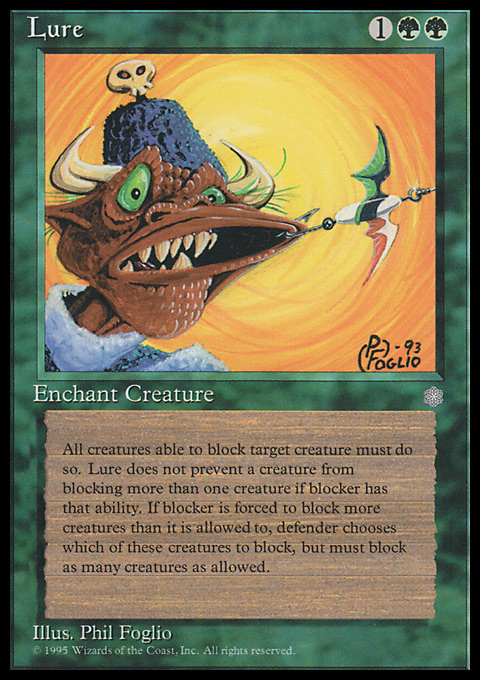 Lure 1
(P-) -93
FOGLIO
Enchant Creature
All creatures able to block target creature must do
so. Lure does not prevent a creature from
blocking more than one creature if blocker has
that ability. If blocker is forced to block more
creatures than it is allowed to, defender chooses
which of these creatures to block, but must block
as many creatures as allowed.
Illus. Phil Foglio
© 1995 Wizards of the Coast, Inc. All rights reserved.